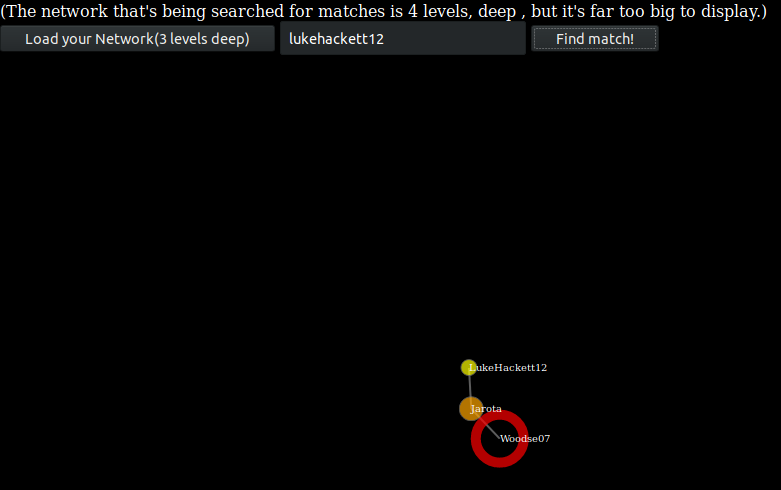 (The network that's being searched for matches is 4 levels, deep , but it's far too big to display.)
Load your Network(3 levels deep) lukehackett12 Find match!
LukeHackett12
Jarota
Woodse07